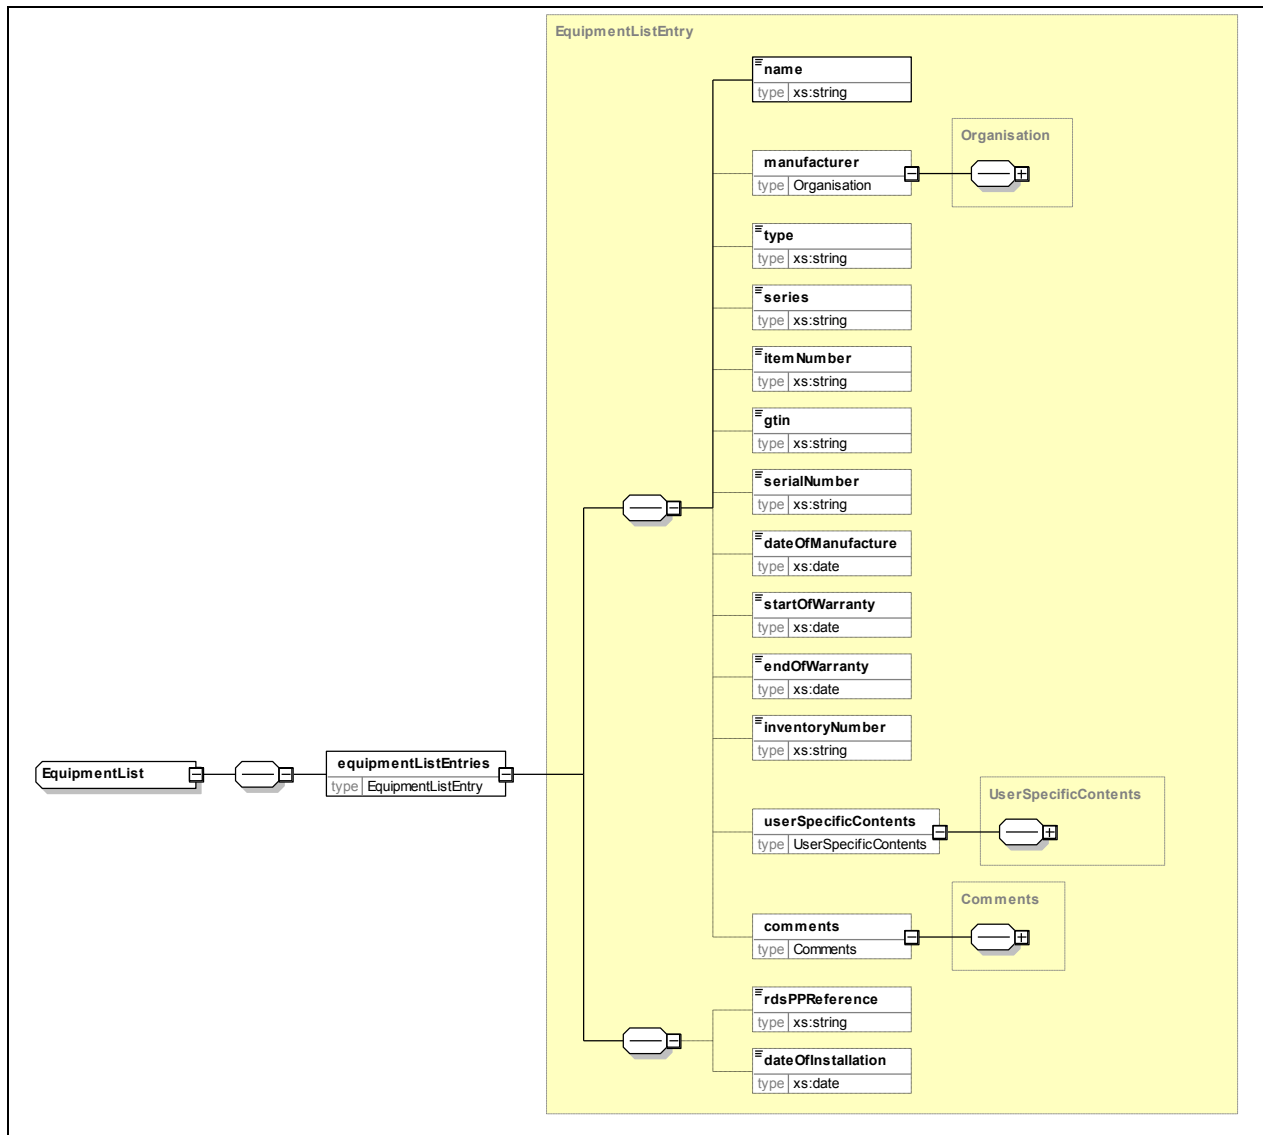 EquipmentListEntry
name
type xs:string
Organisation
manufacturer
type Organisation
type
type xs:string
series
type xs:string
itemNumber
type xs:string
gtin
type xs:string
serialNumber
type xs:string
dateOfManufacture
type xs:date
startOfWarranty
type xs:date
endOfWarranty
type xs:date
inventoryNumber
type xs:string
EquipmentList
equipmentListEntries
type EquipmentListEntry
UserSpecificContents
userSpecificContents
type UserSpecificContents
Comments
comments
type Comments
rdsPPReference
type xs:string
dateOfInstallation
type xs:date